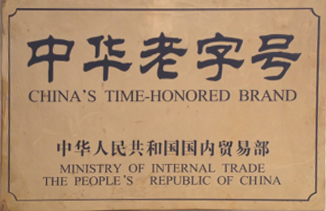 中华老字号
CHINA'S TIME-HONORED BRAND
中华人民共和国国内贸易部
MINISTRY OF INTERNAL TRADE
THE PEOPLE'S REPUBLIC OF CHINA